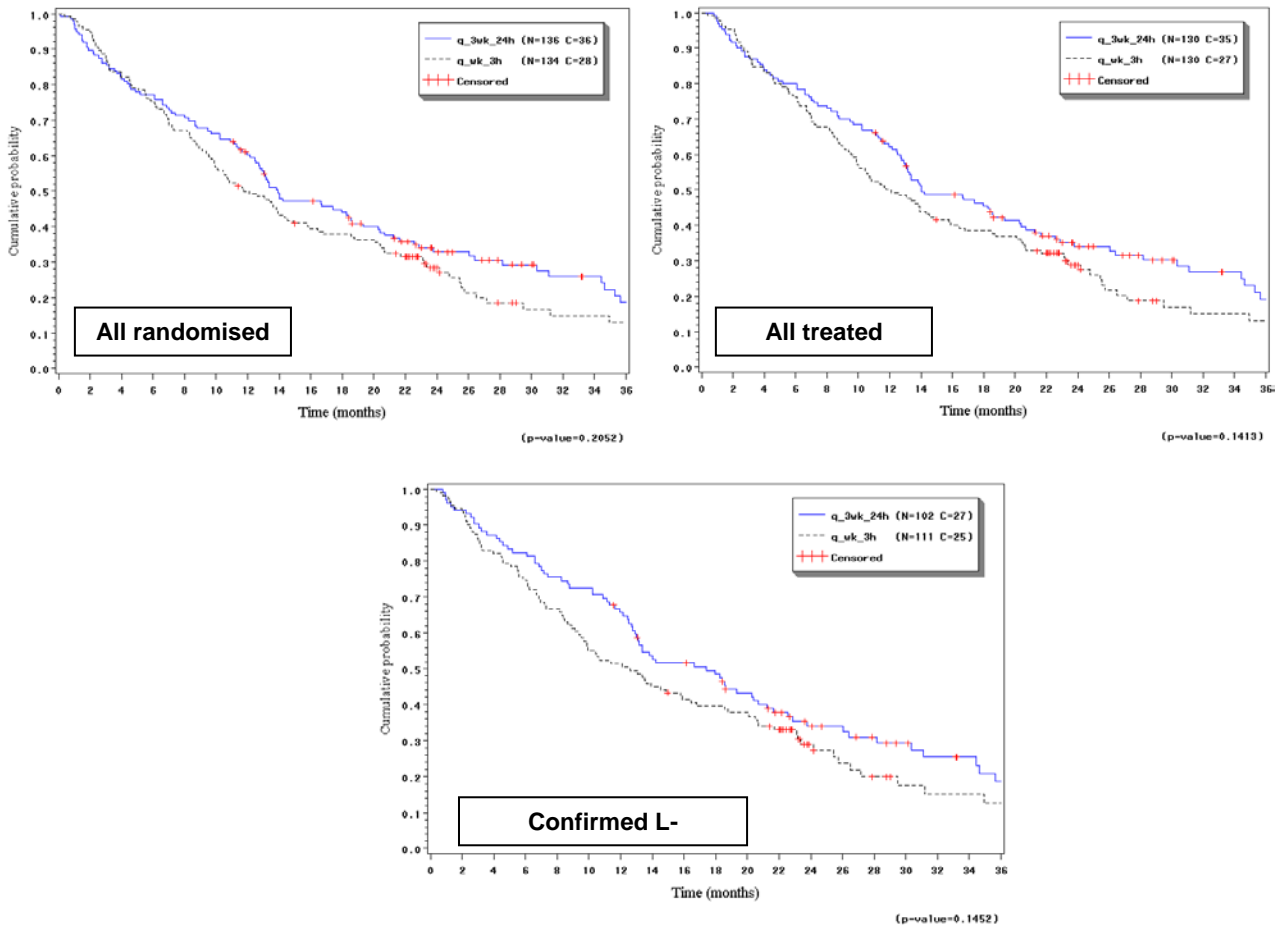 q_3wk_24h (N=136 C=36)
q_wk_3h (N=134 C=28)
Censored
Cumulative probability
1.0
0.9
0.8
0.7
0.6
0.5
0.4
0.3
0.2
0.1
0.0
All randomised
0 2 4 6 8 10 12 14 16 18 20 22 24 26 28 30 32 34 36
Time (months)
(p-value=0.2052)
q_3wk_24h (N=130 C=35)
q_wk_3h (N=130 C=27)
Censored
Cumulative probability
1.0
0.9
0.8
0.7
0.6
0.5
0.4
0.3
0.2
0.1
0.0
All treated
0 2 4 6 8 10 12 14 16 18 20 22 24 26 28 30 32 34 36
Time (months)
(p-value=0.1413)
q_3wk_24h (N=102 C=27)
q_wk_3h (N=111 C=25)
Censored
Cumulative probability
1.0
0.9
0.8
0.7
0.6
0.5
0.4
0.3
0.2
0.1
0.0
Confirmed L-
0 2 4 6 8 10 12 14 16 18 20 22 24 26 28 30 32 34 36
Time (months)
(p-value=0.1452)